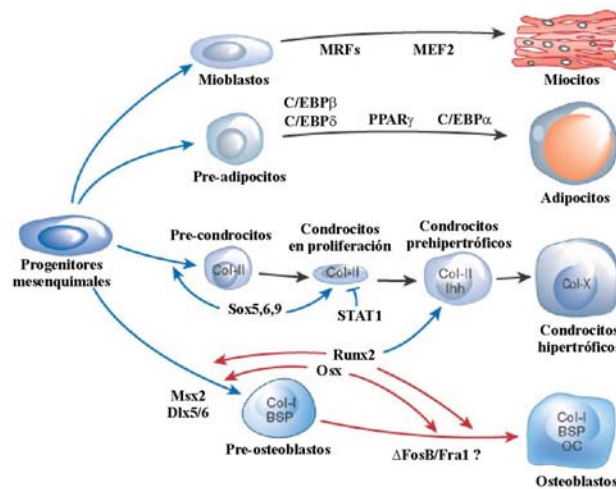 MRFs MEF2
Mioblastos
Miocitos
C/EBPβ
C/EBPδ PPARγ C/EBPα
Pre-adipocitos
Adipocitos
Progenitores
mesenquimales
Pre-condrocitos
Col-II
Condrocitos
en proliferación
Col-II
Condrocitos
prehipertróficos
Col-II
Ihh
Col-X
Condrocitos
hipertróficos
Sox5,6,9
STAT1
Runx2
Osx
Msx2
Dlx5/6
Col-I
BSP
Pre-osteoblastos
ΔFosB/Fra1 ?
Col-I
BSP
OC
Osteoblastos